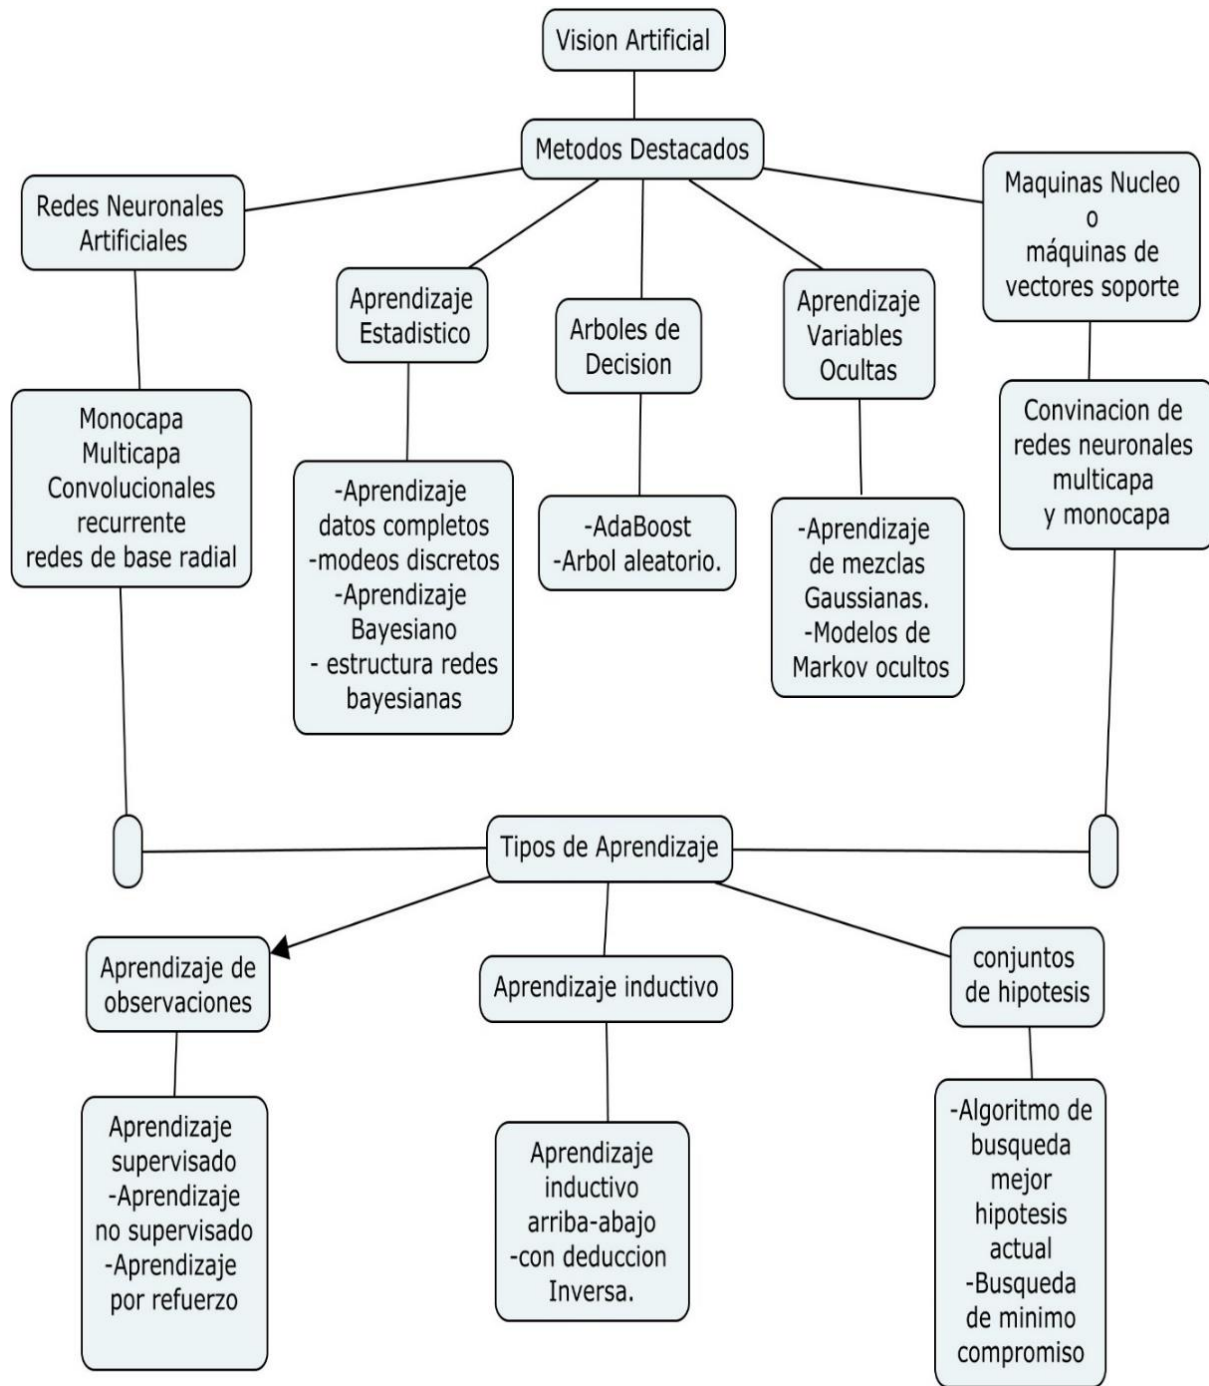 Vision Artificial
Metodos Destacados
Redes Neuronales
Artificiales
Aprendizaje
Estadistico
Arboles de
Decision
Aprendizaje
Variables
Ocultas
Maquinas Nucleo
o
máquinas de
vectores soporte
Monocapa
Multicapa
Convolucionales
recurrente
redes de base radial
-Aprendizaje
datos completos
-modeos discretos
-Aprendizaje
Bayesiano
- estructura redes
bayesianas
-AdaBoost
-Arbol aleatorio.
-Aprendizaje
de mezclas
Gaussianas.
-Modelos de
Markov ocultos
Convinacion de
redes neuronales
multicapa
y monocapa
Tipos de Aprendizaje
Aprendizaje de
observaciones
Aprendizaje inductivo
conjuntos
de hipotesis
Aprendizaje
supervisado
-Aprendizaje
no supervisado
-Aprendizaje
por refuerzo
Aprendizaje
inductivo
arriba-abajo
-con deduccion
Inversa.
-Algoritmo de
busqueda
mejor
hipotesis
actual
-Busqueda
de minimo
compromiso